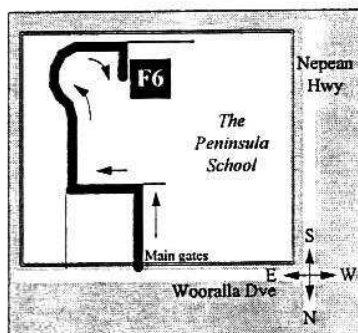 F6
Nepean
Hwy
The
Peninsula
School
Main gates
S
E
W
Wooralla Dve
N